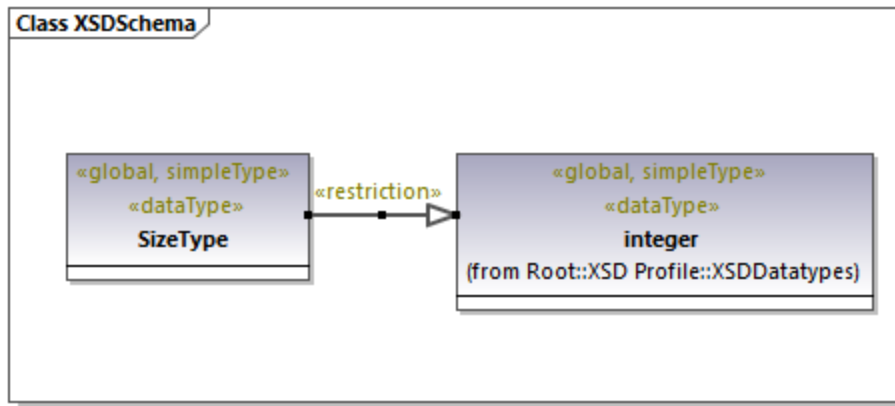 Class XSDSchema
«global, simpleType»
«dataType»
SizeType
«restriction»
«global, simpleType»
«dataType»
integer
(from Root::XSD Profile::XSDDatatypes)